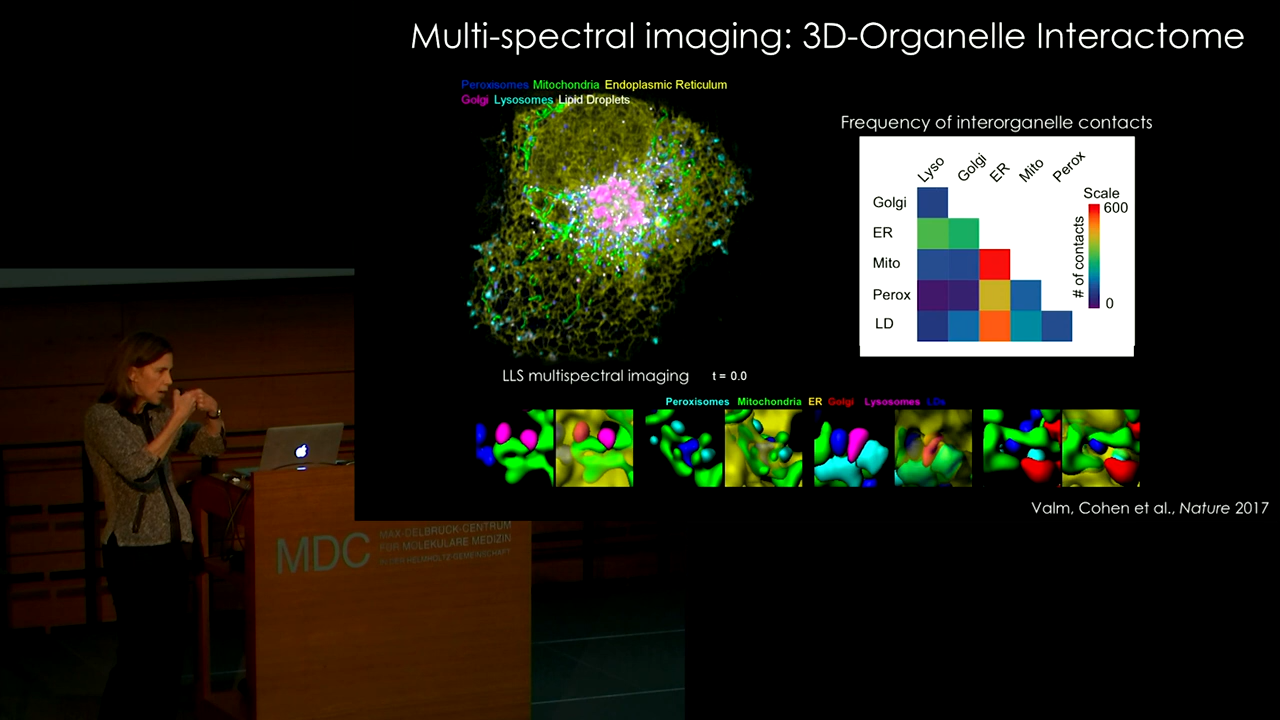 Multi-spectral imaging: 3D-Organelle Interactome
Peroxisomes Mitochondria Endoplasmic Reticulum
Golgi Lysosomes Lipid Droplets
Frequency of interorganelle contacts
Lyso Golgi ER Mito Perox
Golgi
ER
Mito
Perox
LD
Scale
600
# of contacts
0
LLS multispectral imaging t = 0.0
Peroxisomes Mitochondria ER Golgi Lysosomes LDs
Valm, Cohen et al., Nature 2017
MDC
MAX-DELBRÜCK-CENTRUM
FÜR MOLEKULARE MEDIZIN
IN DER HELMHOLTZ-GEMEINSCHAFT